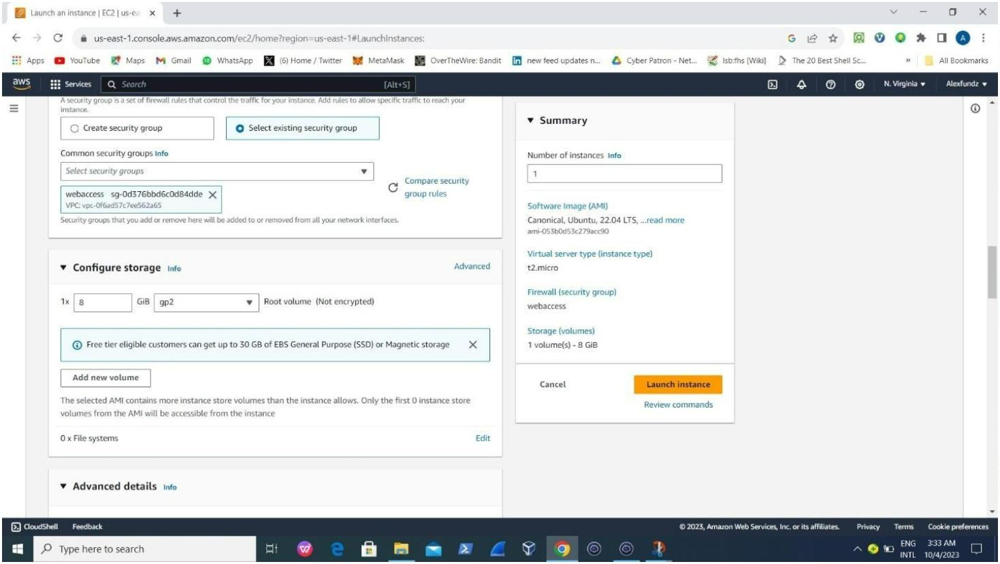 Launch an instance | EC2 | us-ea
us-east-1.console.aws.amazon.com/ec2/home?region=us-east-1#LaunchInstances:
Apps YouTube Maps Gmail WhatsApp (6) Home / Twitter MetaMask OverTheWire: Bandit new feed updates n... Cyber Patron - Net... lsb:fhs [Wiki] The 20 Best Shell Sc... » All Bookmarks
aws Services Search [Alt+S] N. Virginia Alexfundz
A security group is a set of firewall rules that control the traffic for your instance. Add rules to allow specific traffic to reach your
instance.
Create security group Select existing security group
Common security groups Info
Select security groups
webaccess sg-0d376bbd6c0d84dde
VPC: vpc-0f6ad57c7ee562a65
Compare security
group rules
Security groups that you add or remove here will be added to or removed from all your network interfaces.
Configure storage Info Advanced
1x 8 GiB gp2 Root volume (Not encrypted)
Free tier eligible customers can get up to 30 GB of EBS General Purpose (SSD) or Magnetic storage
Add new volume
The selected AMI contains more instance store volumes than the instance allows. Only the first 0 instance store
volumes from the AMI will be accessible from the instance
0 x File systems Edit
Advanced details Info
Summary
Number of instances Info
1
Software Image (AMI)
Canonical, Ubuntu, 22.04 LTS, ...read more
ami-053b0d53c279acc90
Virtual server type (instance type)
t2.micro
Firewall (security group)
webaccess
Storage (volumes)
1 volume(s) - 8 GiB
Cancel Launch instance
Review commands
CloudShell Feedback © 2023, Amazon Web Services, Inc. or its affiliates. Privacy Terms Cookie preferences
Type here to search
ENG 3:33 AM
INTL 10/4/2023